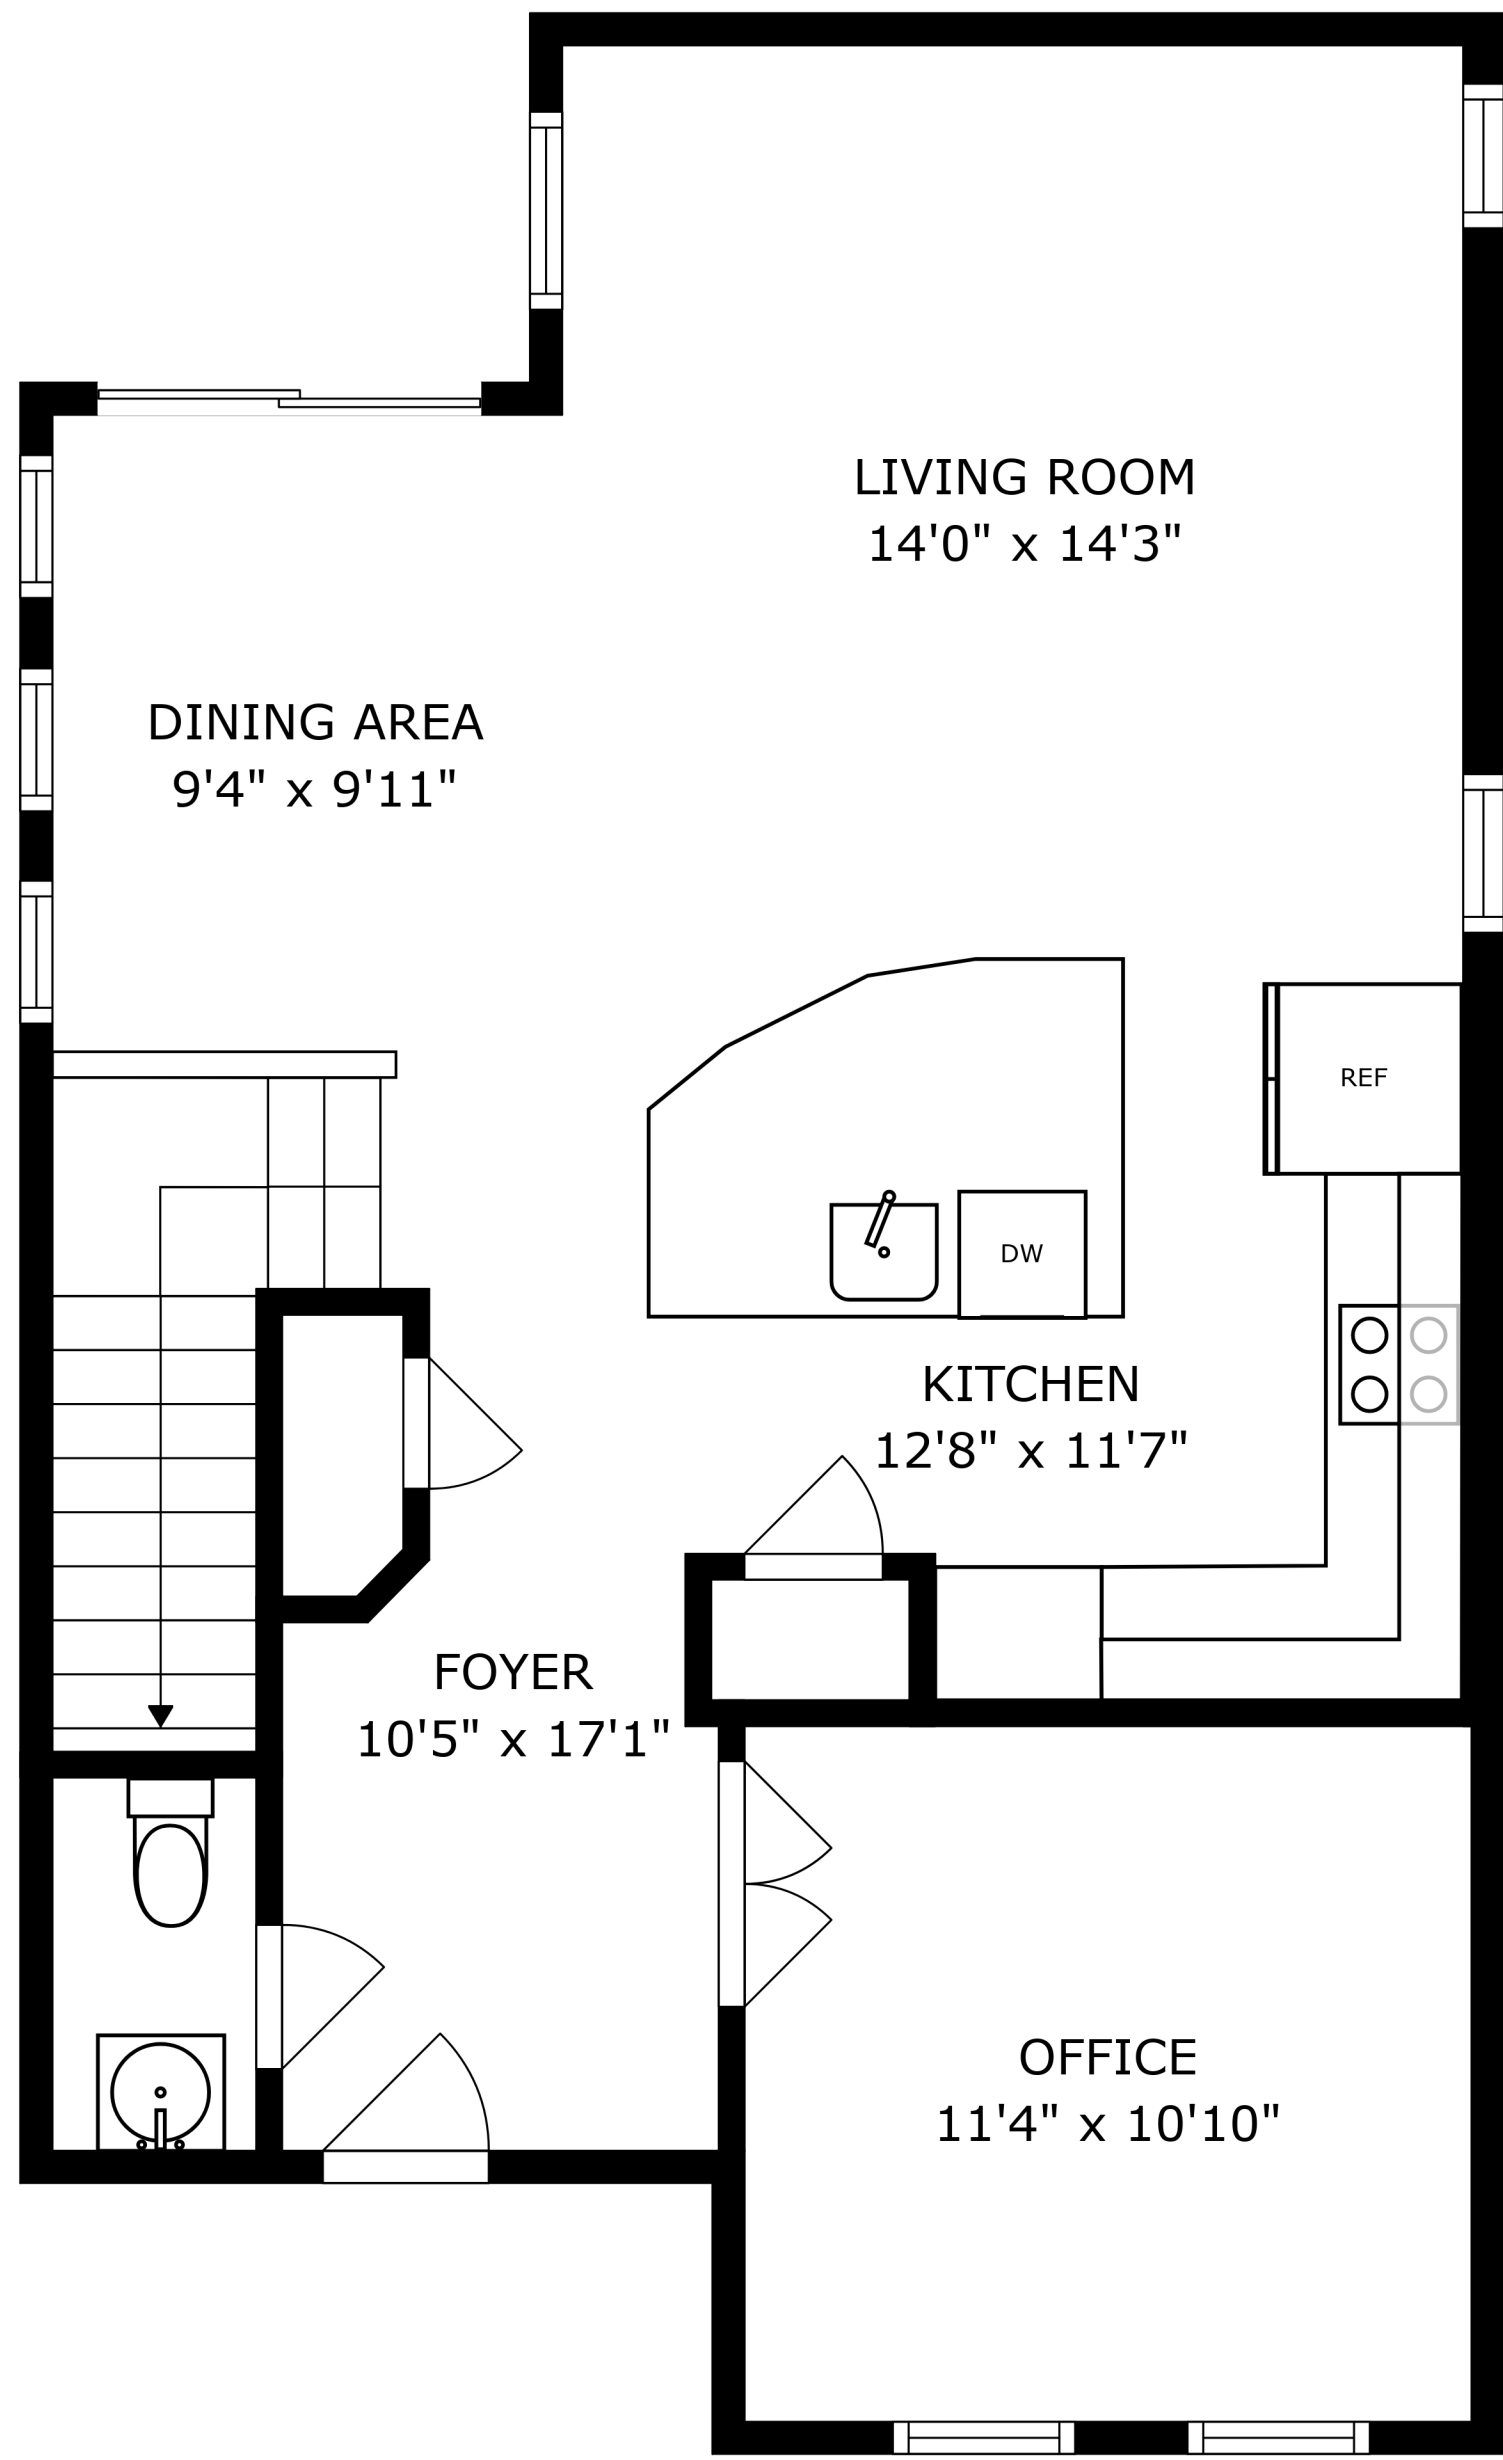 LIVING ROOM
14'0" x 14'3"
DINING AREA
9'4" x 9'11"
REF
DW
KITCHEN
12'8" x 11'7"
FOYER
10'5" x 17'1"
OFFICE
11'4" x 10'10"